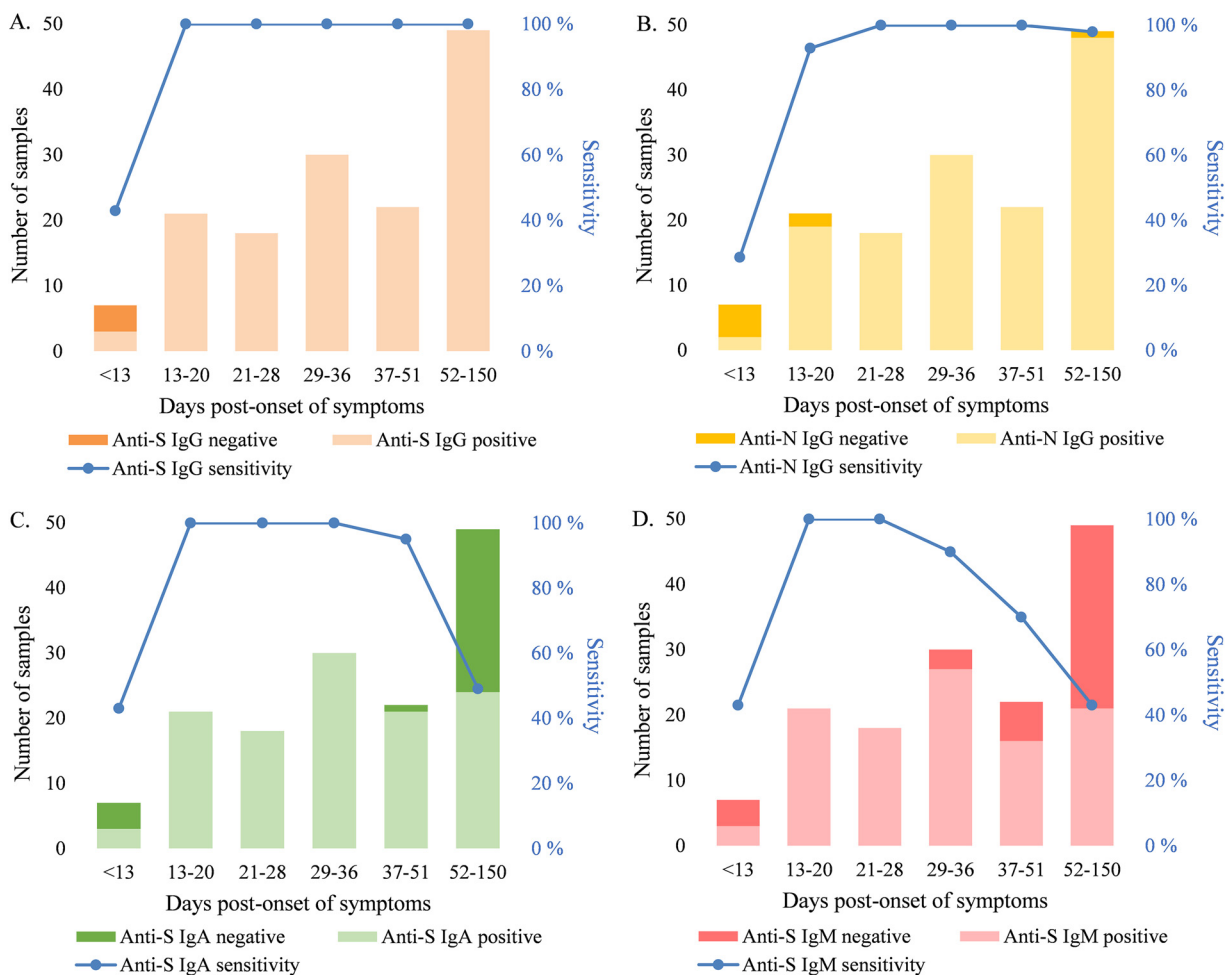 A.
50
40
30
20
10
0
Number of samples
100 %
80 %
60 %
40 %
20 %
0 %
Sensitivity
<13 13-20 21-28 29-36 37-51 52-150
Days post-onset of symptoms
Anti-S IgG negative Anti-S IgG positive
Anti-S IgG sensitivity
B.
50
40
30
20
10
0
Number of samples
100 %
80 %
60 %
40 %
20 %
0 %
Sensitivity
<13 13-20 21-28 29-36 37-51 52-150
Days post-onset of symptoms
Anti-N IgG negative Anti-N IgG positive
Anti-N IgG sensitivity
C.
50
40
30
20
10
0
Number of samples
100 %
80 %
60 %
40 %
20 %
0 %
Sensitivity
<13 13-20 21-28 29-36 37-51 52-150
Days post-onset of symptoms
Anti-S IgA negative Anti-S IgA positive
Anti-S IgA sensitivity
D.
50
40
30
20
10
0
Number of samples
100 %
80 %
60 %
40 %
20 %
0 %
Sensitivity
<13 13-20 21-28 29-36 37-51 52-150
Days post-onset of symptoms
Anti-S IgM negative Anti-S IgM positive
Anti-S IgM sensitivity